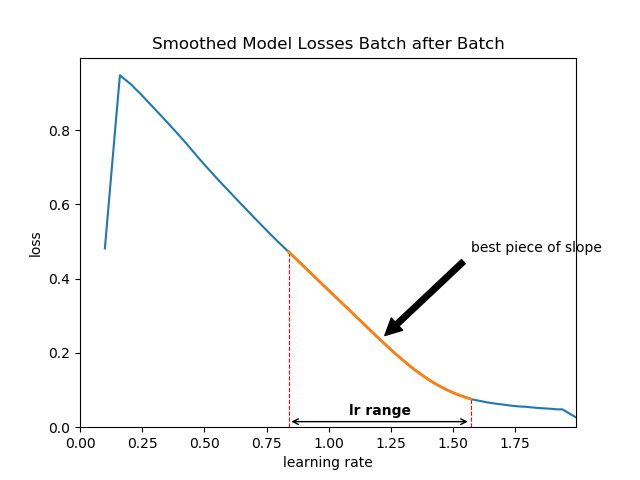 Smoothed Model Losses Batch after Batch
0.8
0.6
0.4
0.2
0.0
loss
best piece of slope
lr range
0.00 0.25 0.50 0.75 1.00 1.25 1.50 1.75
learning rate